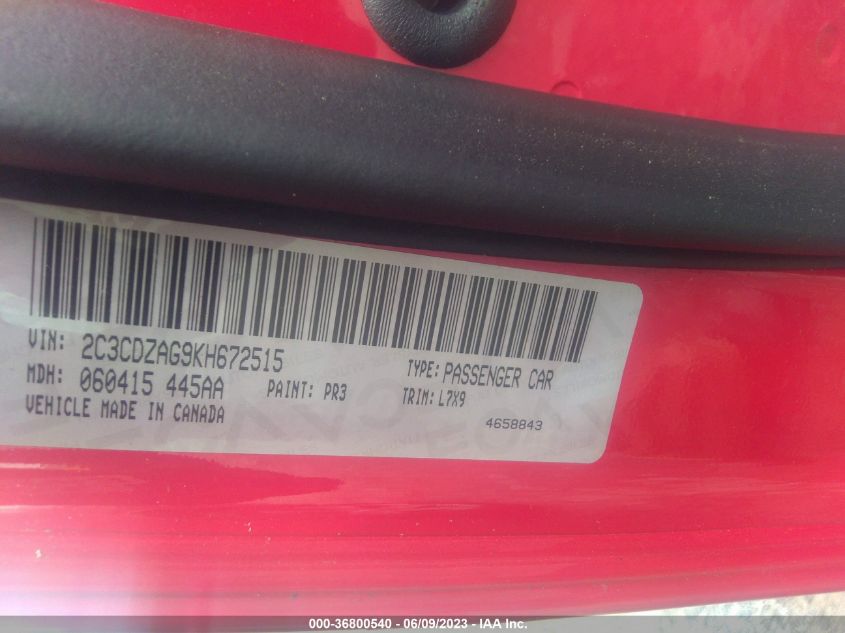 VIN: 2C3CDZAG9KH672515 TYPE: PASSENGER CAR
MDH: 060415 445AA PAINT: PR3 TRIM: L7X9
VEHICLE MADE IN CANADA 4658843
000-36800540 - 06/09/2023 - IAA Inc.